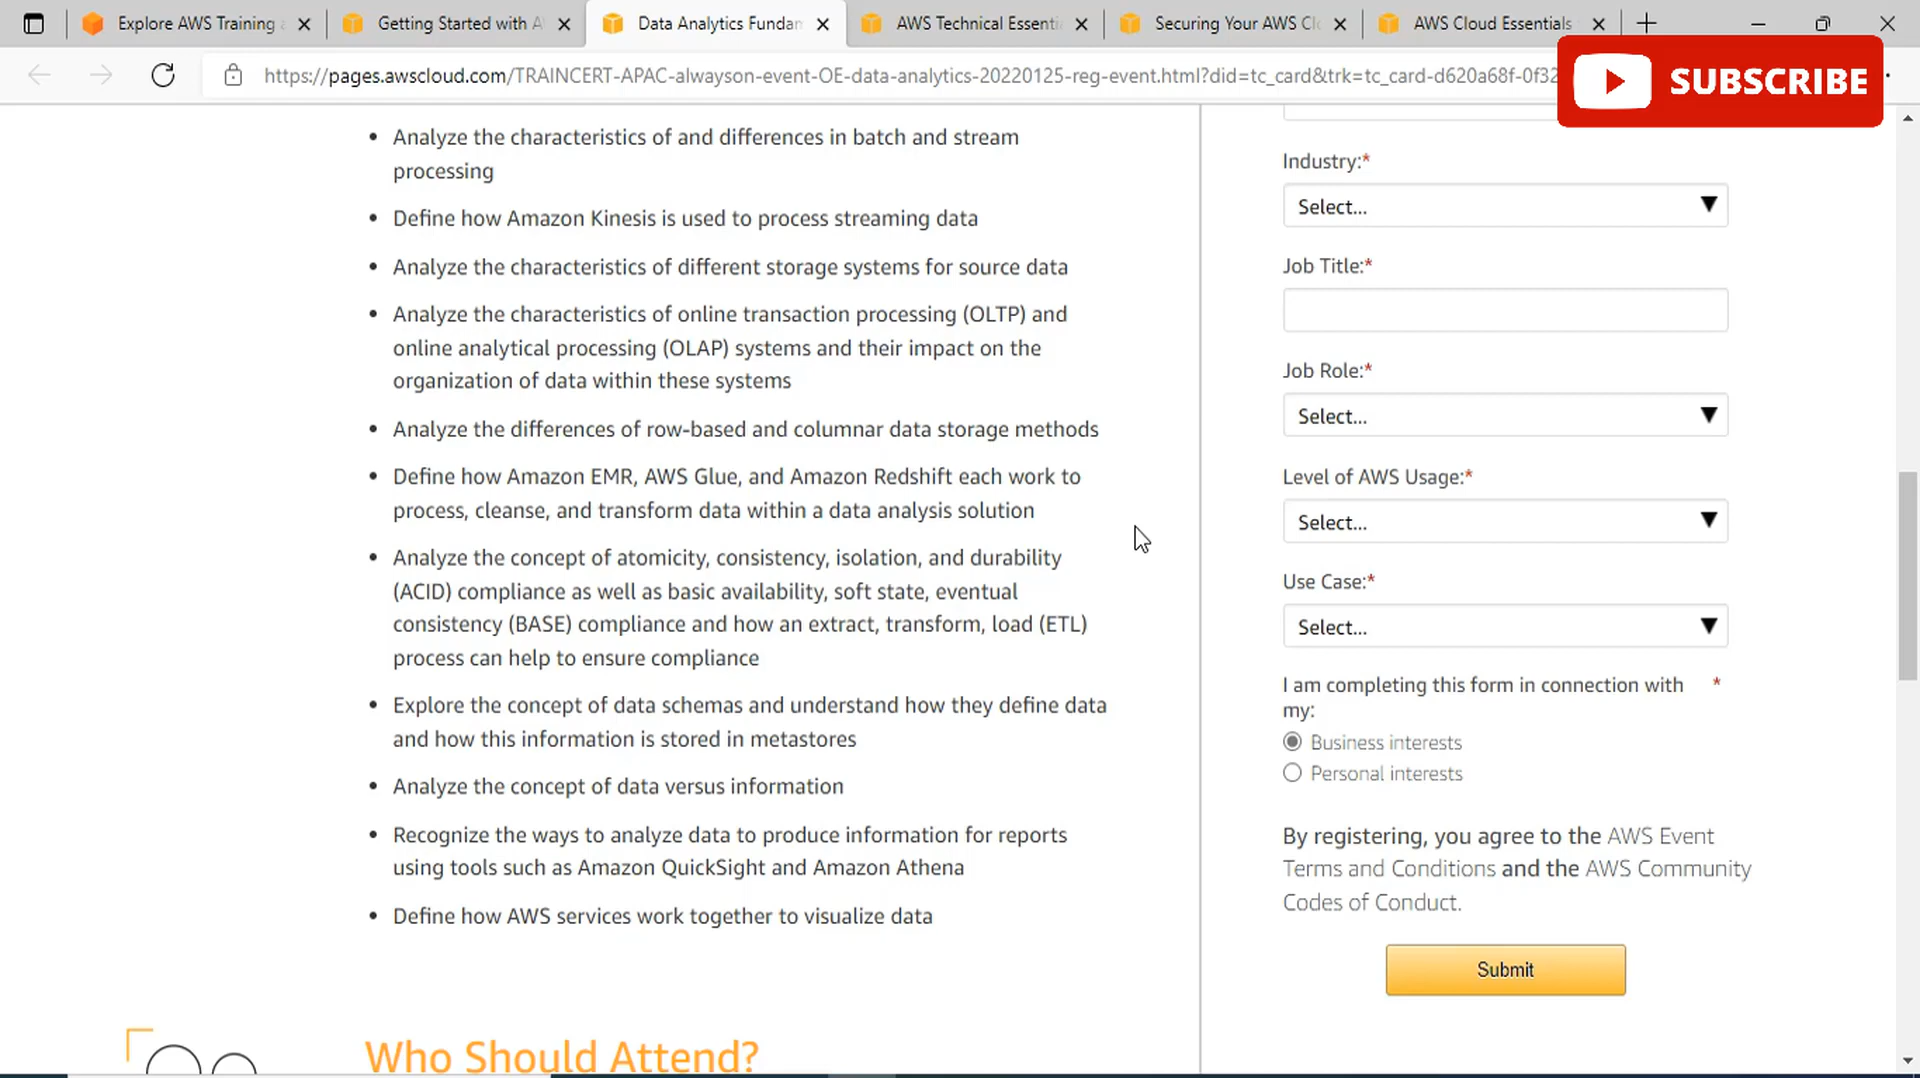 Explore AWS Training
Getting Started with A
Data Analytics Fundam
AWS Technical Essenti
Securing Your AWS Cl
AWS Cloud Essentials
https://pages.awscloud.com/TRAINCERT-APAC-alwayson-event-OE-data-analytics-20220125-reg-event.html?did=tc_card&trk=tc_card-d620a68f-0f32
SUBSCRIBE
• Analyze the characteristics of and differences in batch and stream
processing
• Define how Amazon Kinesis is used to process streaming data
• Analyze the characteristics of different storage systems for source data
• Analyze the characteristics of online transaction processing (OLTP) and
online analytical processing (OLAP) systems and their impact on the
organization of data within these systems
• Analyze the differences of row-based and columnar data storage methods
• Define how Amazon EMR, AWS Glue, and Amazon Redshift each work to
process, cleanse, and transform data within a data analysis solution
• Analyze the concept of atomicity, consistency, isolation, and durability
(ACID) compliance as well as basic availability, soft state, eventual
consistency (BASE) compliance and how an extract, transform, load (ETL)
process can help to ensure compliance
• Explore the concept of data schemas and understand how they define data
and how this information is stored in metastores
• Analyze the concept of data versus information
• Recognize the ways to analyze data to produce information for reports
using tools such as Amazon QuickSight and Amazon Athena
• Define how AWS services work together to visualize data
Who Should Attend?
Industry:*
Select...
Job Title:*
Job Role:*
Select...
Level of AWS Usage:*
Select...
Use Case:*
Select...
I am completing this form in connection with *
my:
Business interests
Personal interests
By registering, you agree to the AWS Event
Terms and Conditions and the AWS Community
Codes of Conduct.
Submit